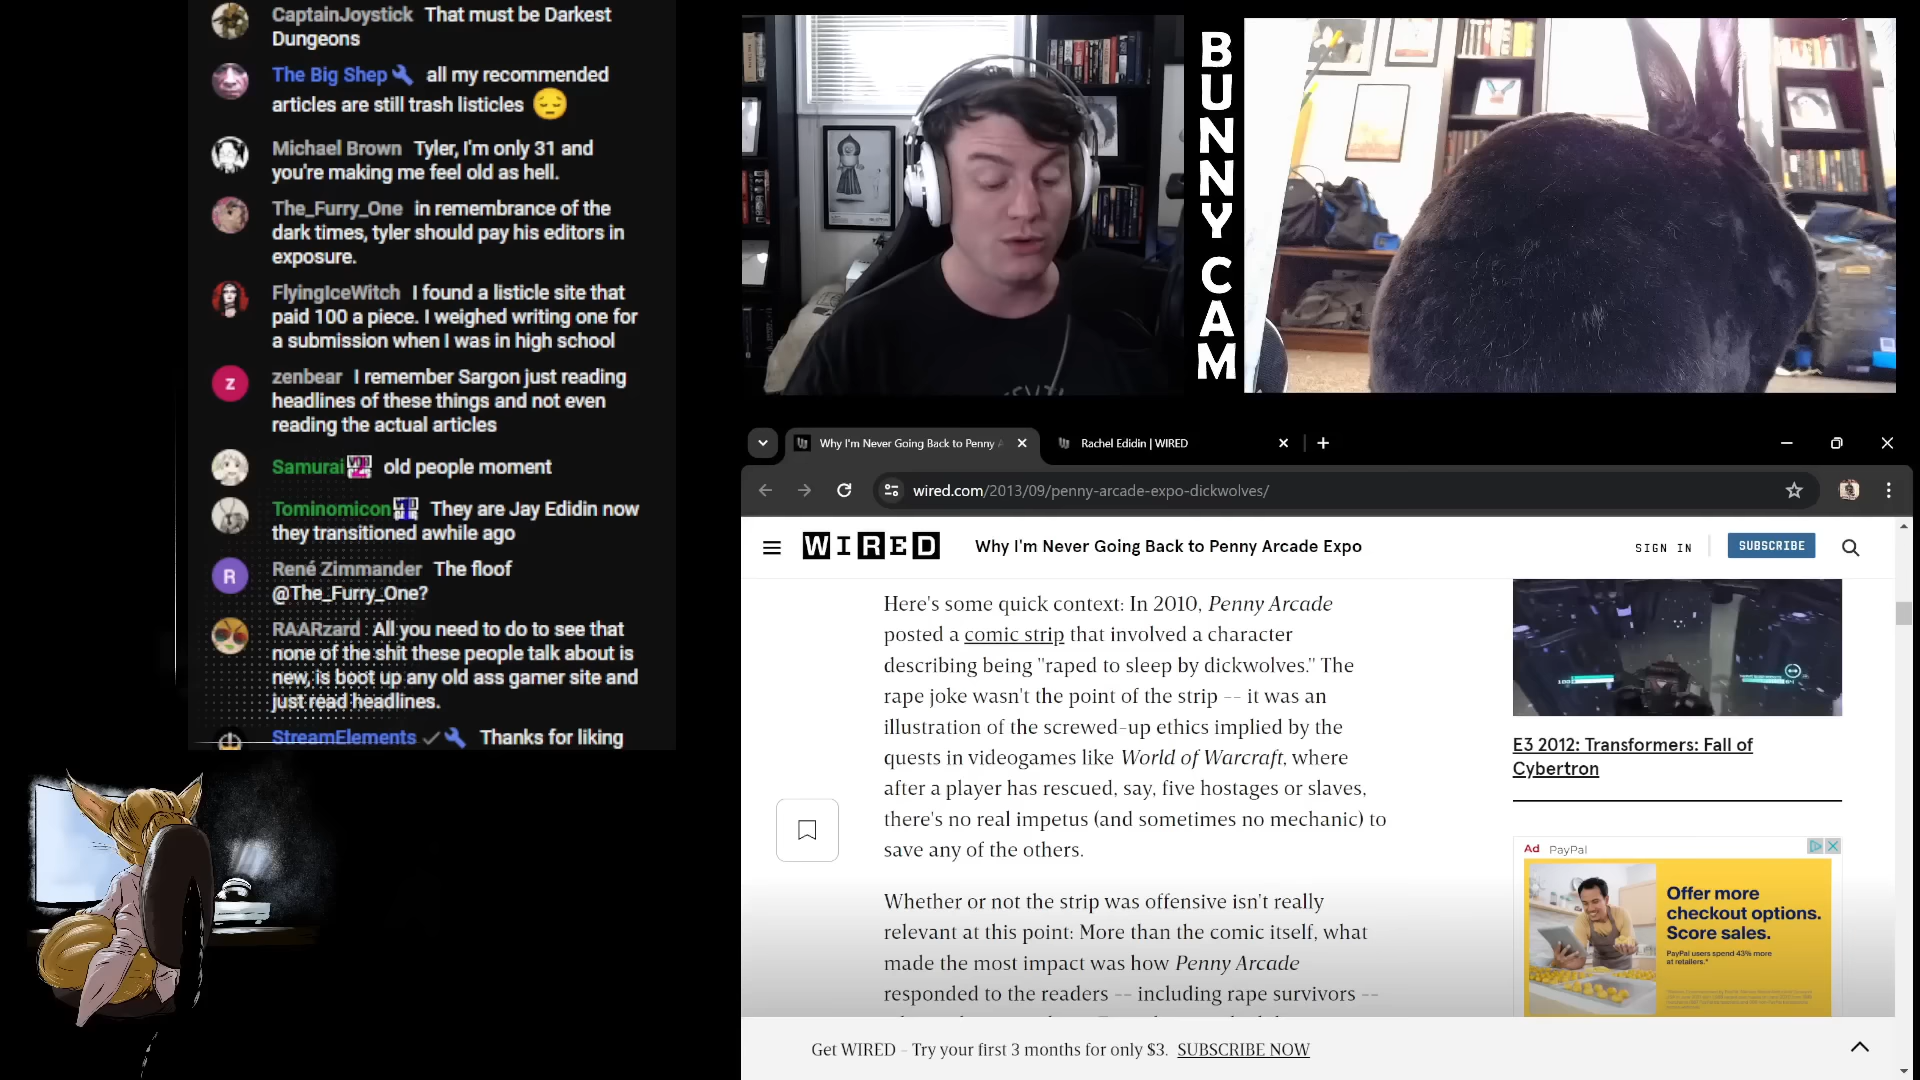 CaptainJoystick That must be Darkest
Dungeons
The Big Shep all my recommended
articles are still trash listicles
Michael Brown Tyler, I'm only 31 and
you're making me feel old as hell.
The_Furry_One in remembrance of the
dark times, tyler should pay his editors in
exposure.
FlyingIceWitch I found a listicle site that
paid 100 a piece. I weighed writing one for
a submission when I was in high school
Z
zenbear I remember Sargon just reading
headlines of these things and not even
reading the actual articles
Samurai old people moment
Tominomicon They are Jay Edidin now
they transitioned awhile ago
R
René Zimmander The floof
@The_Furry_One?
RAARzard All you need to do to see that
none of the shit these people talk about is
new, is boot up any old ass gamer site and
just read headlines.
StreamElements Thanks for liking
BUNNY CAM
Why I'm Never Going Back to Penny A
Rachel Edidin | WIRED
wired.com/2013/09/penny-arcade-expo-dickwolves/
WIRED
Why I'm Never Going Back to Penny Arcade Expo
SIGN IN
SUBSCRIBE
Here's some quick context: In 2010, Penny Arcade
posted a comic strip that involved a character
describing being "raped to sleep by dickwolves." The
rape joke wasn't the point of the strip -- it was an
illustration of the screwed-up ethics implied by the
quests in videogames like World of Warcraft, where
after a player has rescued, say, five hostages or slaves,
there's no real impetus (and sometimes no mechanic) to
save any of the others.
Whether or not the strip was offensive isn't really
relevant at this point: More than the comic itself, what
made the most impact was how Penny Arcade
responded to the readers -- including rape survivors --
E3 2012: Transformers: Fall of
Cybertron
Ad PayPal
Offer more
checkout options.
Score sales.
PayPal users spend 43% more
at retailers.*
Get WIRED - Try your first 3 months for only $3. SUBSCRIBE NOW